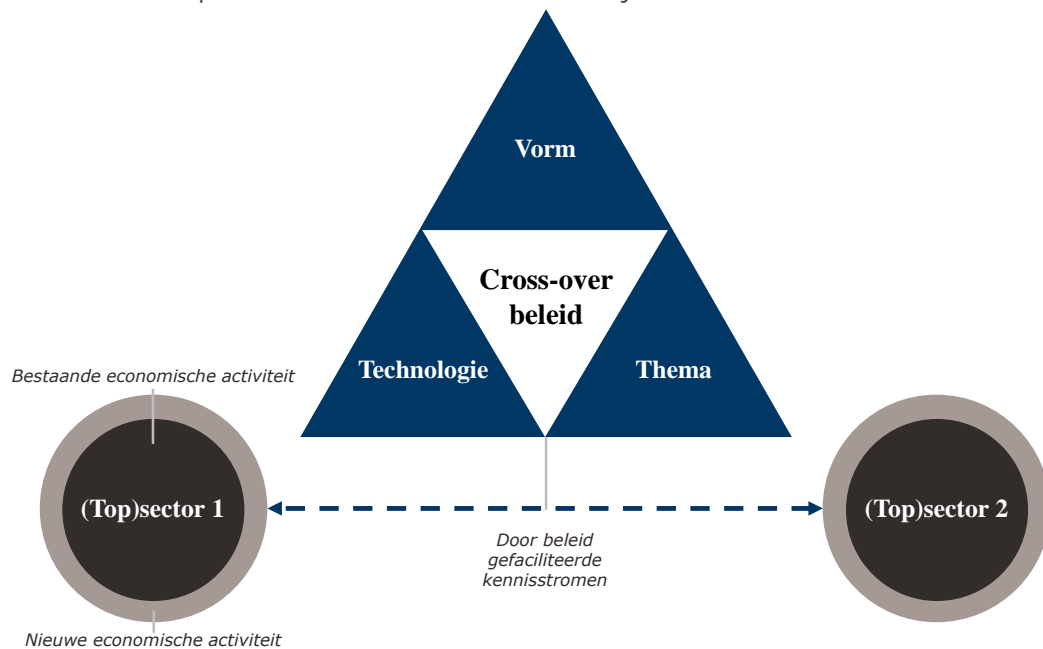 Vorm
Cross-over
beleid
Technologie
Thema
Bestaande economische activiteit
(Top)sector 1
(Top)sector 2
Door beleid
gefaciliteerde
kennisstromen
Nieuwe economische activiteit